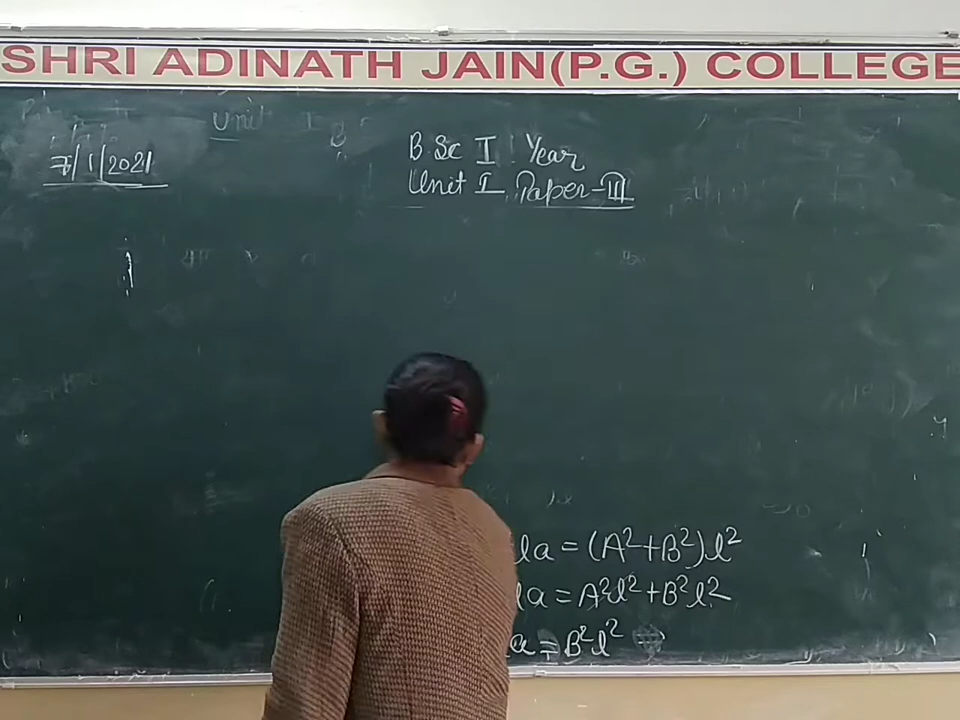 SHRI ADINATH JAIN(P.G.) COLLEGE
Unit
7/1/2021
B.Sc I Year
Unit I Paper-III
la = (A²+B²)l²
la = A²l²+B²l²
a = B²l²